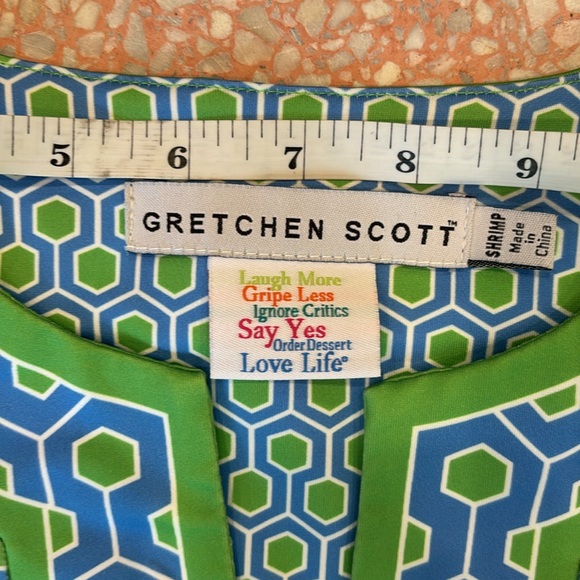 5 6 7 8 9
GRETCHEN SCOTT™
SHRIMP
Made
in
China
Laugh More
Gripe Less
Ignore Critics
Say Yes
Order Dessert
Love Life®